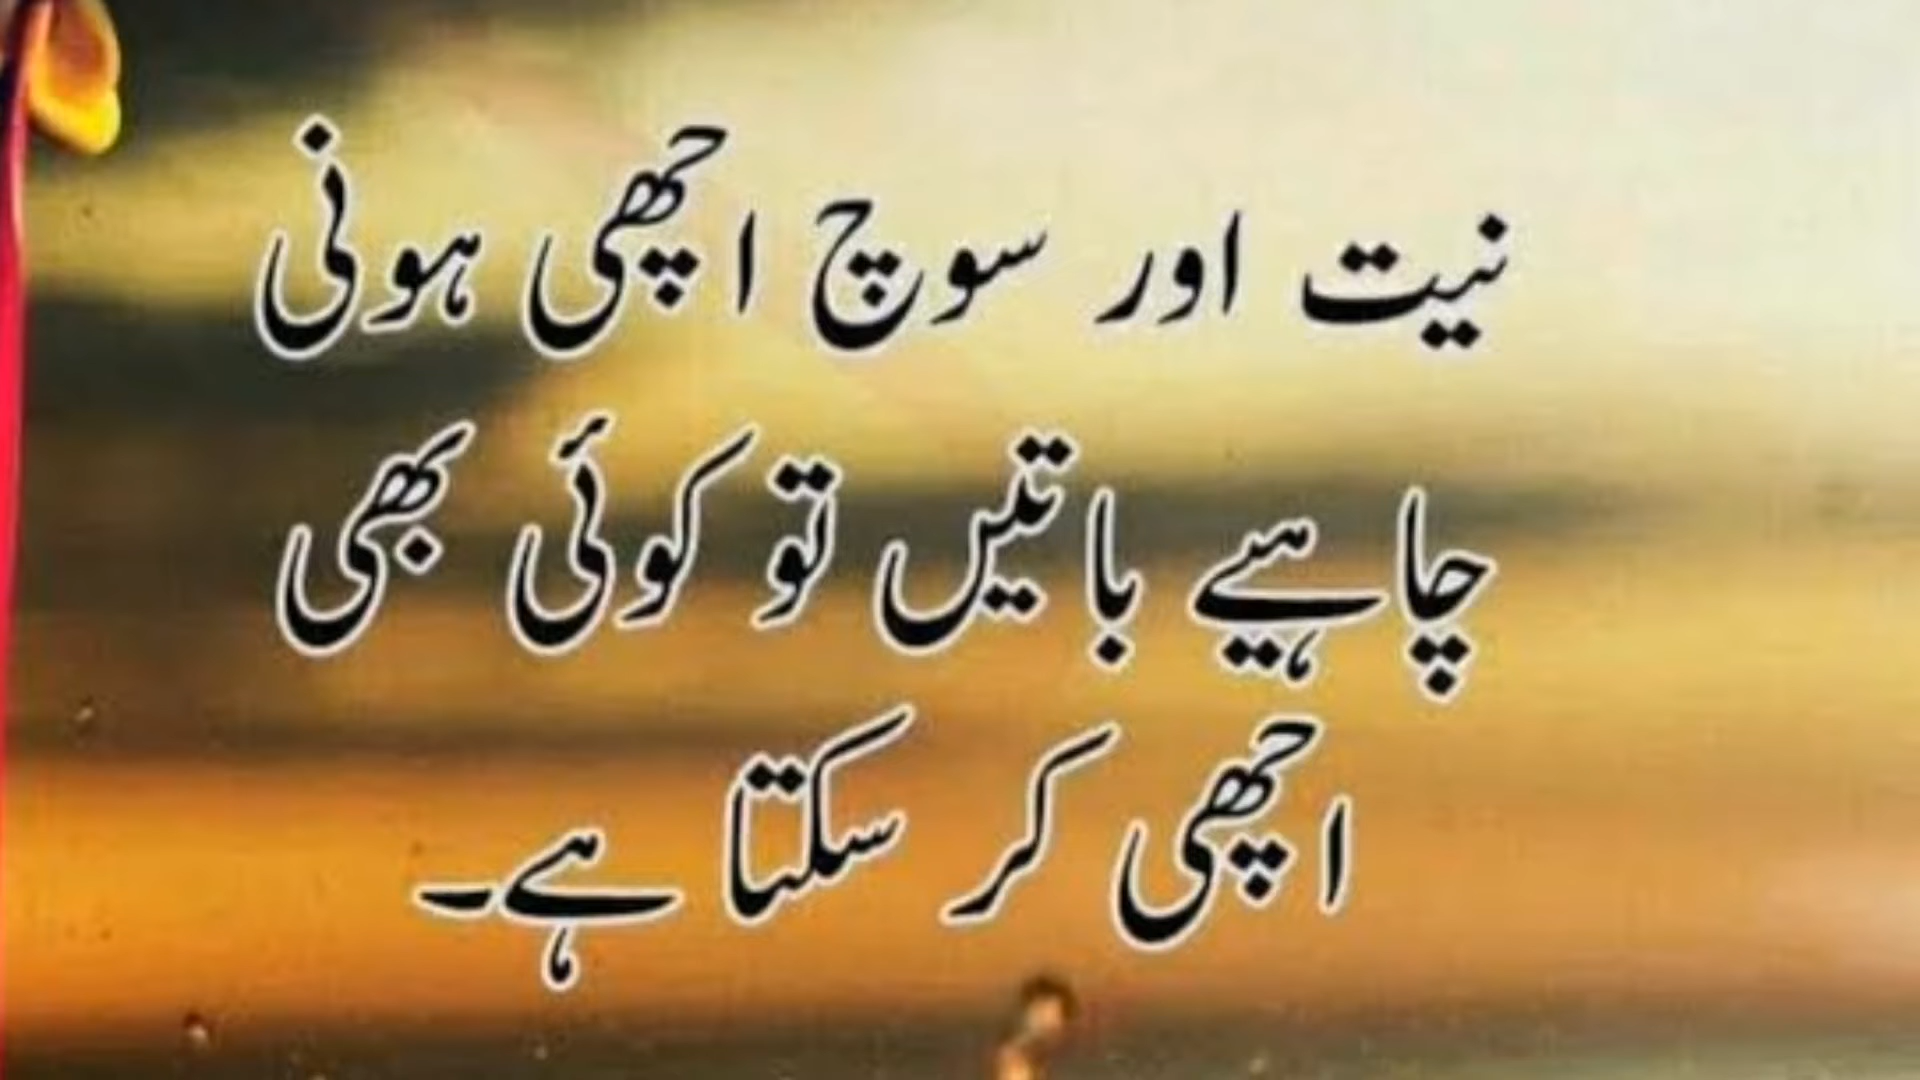 نیت اور سوچ اچھی ہونی
چاہیے باتیں تو کوئی بھی
اچھی کر سکتا ہے۔